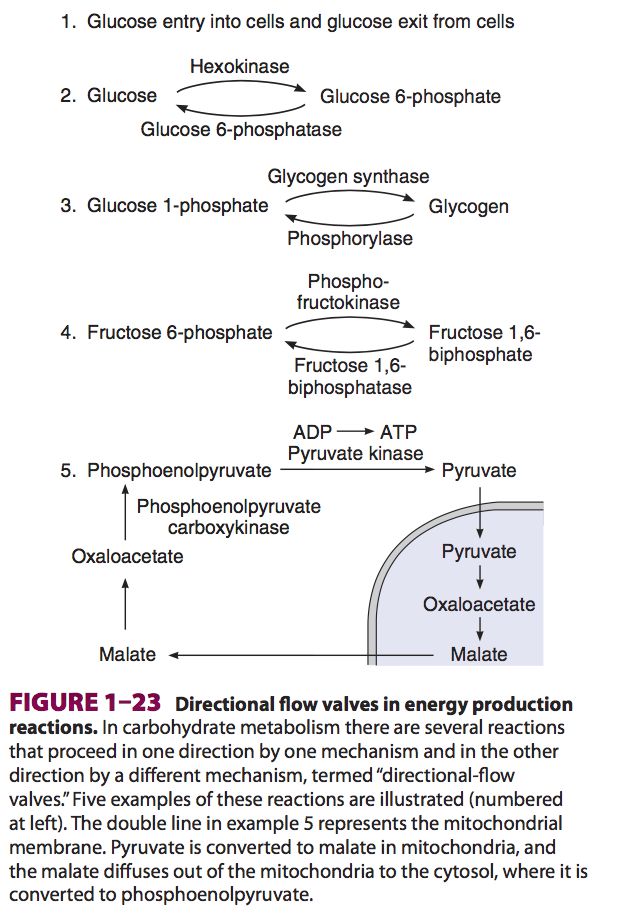 1. Glucose entry into cells and glucose exit from cells
Hexokinase
2. Glucose Glucose 6-phosphate
Glucose 6-phosphatase
Glycogen synthase
3. Glucose 1-phosphate Glycogen
Phosphorylase
Phospho-
fructokinase
4. Fructose 6-phosphate Fructose 1,6-
biphosphate
Fructose 1,6-
biphosphatase
ADP ATP
Pyruvate kinase
5. Phosphoenolpyruvate Pyruvate
Phosphoenolpyruvate
carboxykinase
Oxaloacetate Pyruvate
Oxaloacetate
Malate Malate
FIGURE 1–23 Directional flow valves in energy production
reactions. In carbohydrate metabolism there are several reactions
that proceed in one direction by one mechanism and in the other
direction by a different mechanism, termed “directional-flow
valves.” Five examples of these reactions are illustrated (numbered
at left). The double line in example 5 represents the mitochondrial
membrane. Pyruvate is converted to malate in mitochondria, and
the malate diffuses out of the mitochondria to the cytosol, where it is
converted to phosphoenolpyruvate.